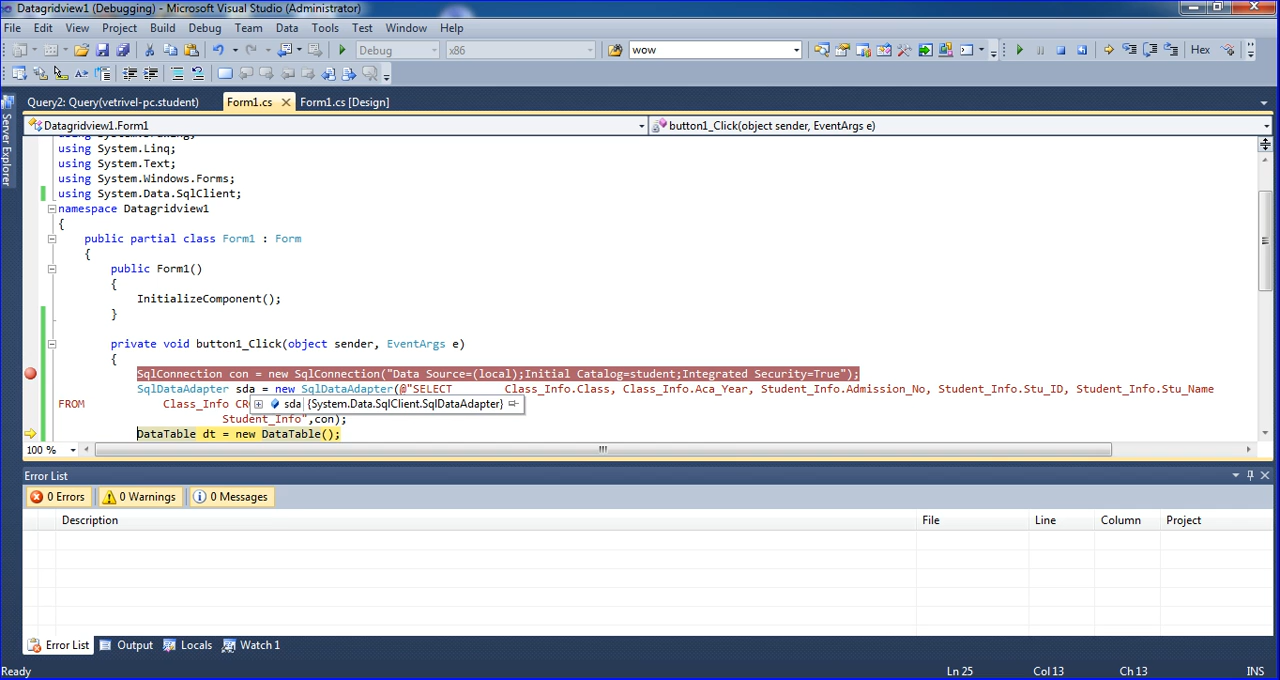 Datagridview1 (Debugging) - Microsoft Visual Studio (Administrator)
File Edit View Project Build Debug Team Data Tools Test Window Help
Debug x86 wow Hex
Query2: Query(vetrivel-pc.student) Form1.cs Form1.cs [Design]
Server Explorer
Datagridview1.Form1 button1_Click(object sender, EventArgs e)
using System.Drawing;
using System.Linq;
using System.Text;
using System.Windows.Forms;
using System.Data.SqlClient;
namespace Datagridview1
{
public partial class Form1 : Form
{
public Form1()
{
InitializeComponent();
}
private void button1_Click(object sender, EventArgs e)
{
SqlConnection con = new SqlConnection("Data Source=(local);Initial Catalog=student;Integrated Security=True");
SqlDataAdapter sda = new SqlDataAdapter(@"SELECT Class_Info.Class, Class_Info.Aca_Year, Student_Info.Admission_No, Student_Info.Stu_ID, Student_Info.Stu_Name
FROM Class_Info CR
sda {System.Data.SqlClient.SqlDataAdapter}
Student_Info",con);
DataTable dt = new DataTable();
100 %
Error List
0 Errors 0 Warnings 0 Messages
Description File Line Column Project
Error List Output Locals Watch 1
Ready Ln 25 Col 13 Ch 13 INS